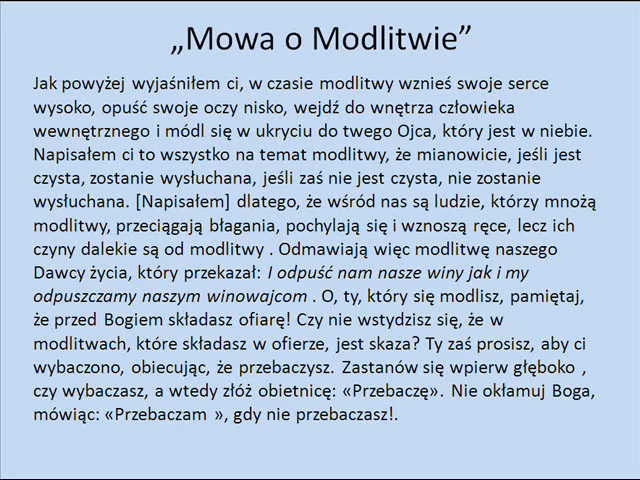 „Mowa o Modlitwie”
Jak powyżej wyjaśniłem ci, w czasie modlitwy wznieś swoje serce
wysoko, opuść swoje oczy nisko, wejdź do wnętrza człowieka
wewnętrznego i módl się w ukryciu do twego Ojca, który jest w niebie.
Napisałem ci to wszystko na temat modlitwy, że mianowicie, jeśli jest
czysta, zostanie wysłuchana, jeśli zaś nie jest czysta, nie zostanie
wysłuchana. [Napisałem] dlatego, że wśród nas są ludzie, którzy mnożą
modlitwy, przeciągają błagania, pochylają się i wznoszą ręce, lecz ich
czyny dalekie są od modlitwy . Odmawiają więc modlitwę naszego
Dawcy życia, który przekazał: I odpuść nam nasze winy jak i my
odpuszczamy naszym winowajcom . O, ty, który się modlisz, pamiętaj,
że przed Bogiem składasz ofiarę! Czy nie wstydzisz się, że w
modlitwach, które składasz w ofierze, jest skaza? Ty zaś prosisz, aby ci
wybaczono, obiecując, że przebaczysz. Zastanów się wpierw głęboko ,
czy wybaczasz, a wtedy złóż obietnicę: «Przebaczę». Nie okłamuj Boga,
mówiąc: «Przebaczam », gdy nie przebaczasz!.